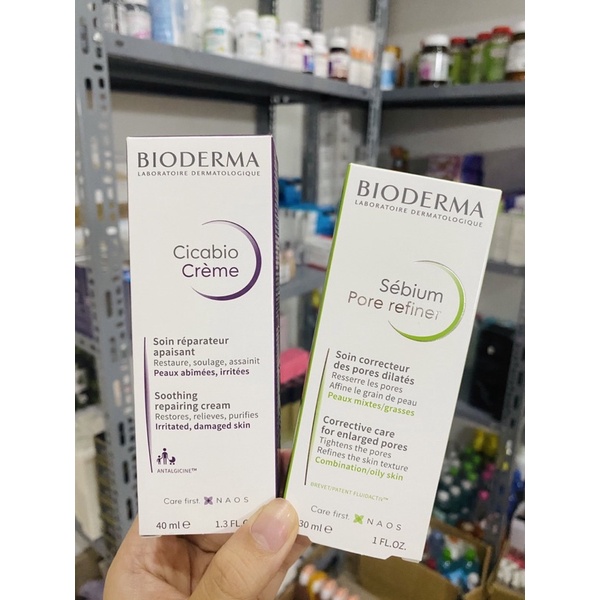 BIODERMA
LABORATOIRE DERMATOLOGIQUE
Cicabio
Crème
Soin réparateur
apaisant
Restaure, soulage, assainit
Peaux abimées, irritées
Soothing
repairing cream
Restores, relieves, purifies
Irritated, damaged skin
ANTALGICINE™
Care first. NAOS
40 ml e 1.3 FL.
BIODERMA
LABORATOIRE DERMATOLOGIQUE
Sébium
Pore refiner
Soin correcteur
des pores dilatés
Resserre les pores
Affine le grain de peau
Peaux mixtes/grasses
Corrective care
for enlarged pores
Tightens the pores
Refines the skin texture
Combination/oily skin
BREVET/PATENT FLUIDACTIV™
Care first. NAOS
30 ml e 1 FL.OZ.